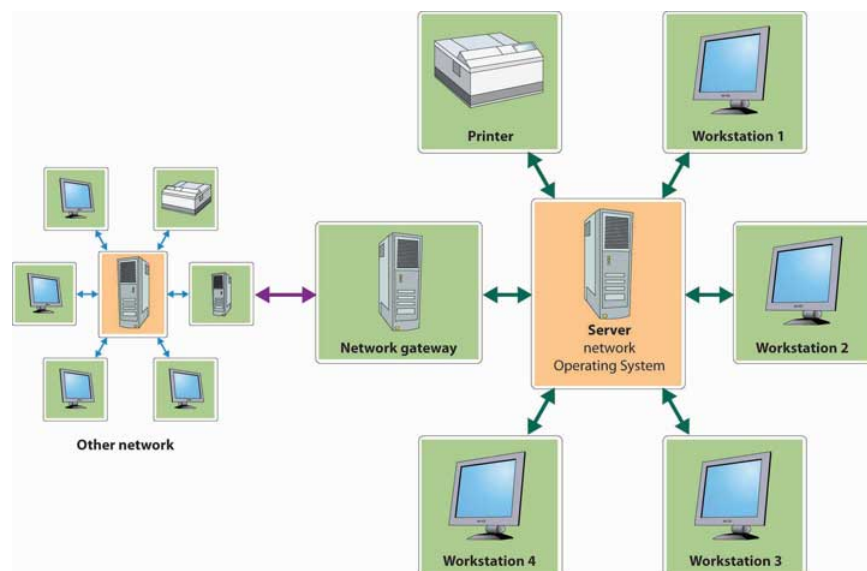 Printer
Workstation 1
Network gateway
Server
network
Operating System
Workstation 2
Other network
Workstation 4
Workstation 3